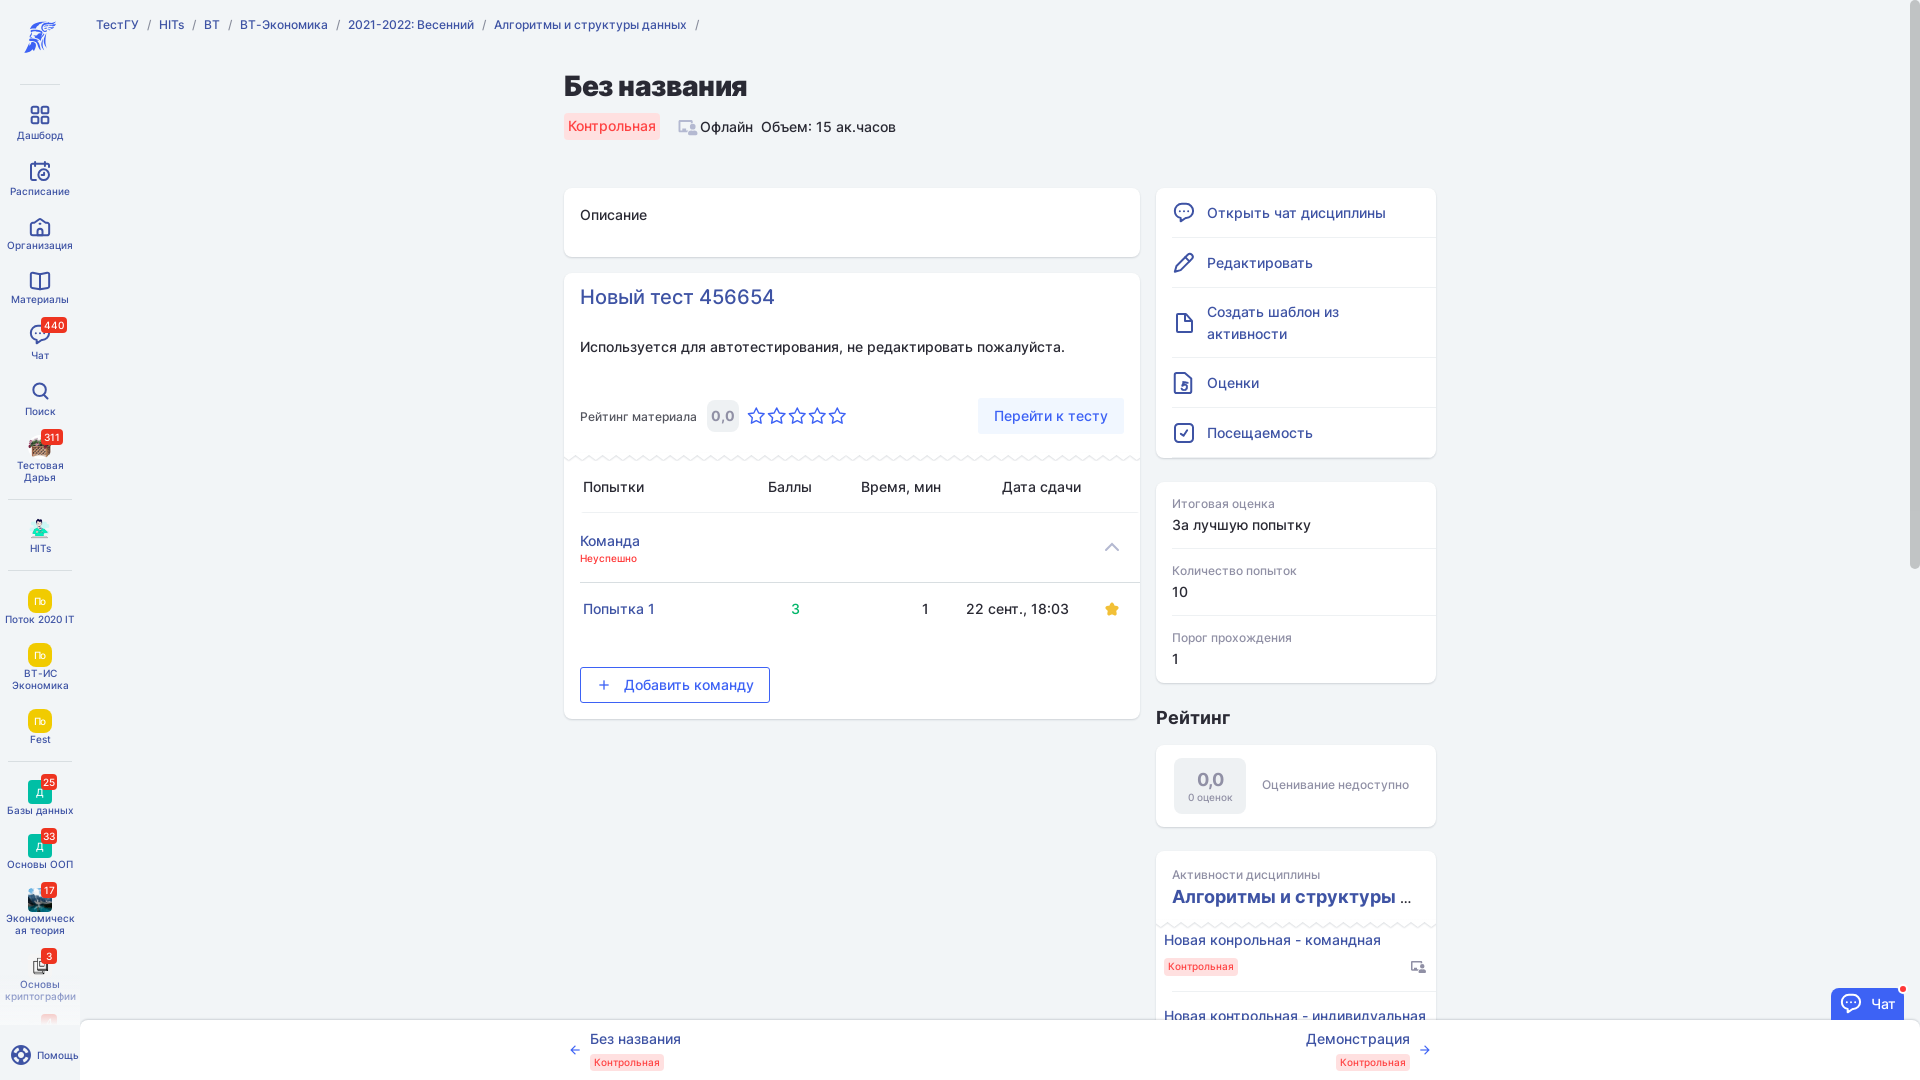 ТестГУ / HITs / ВТ / ВТ-Экономика / 2021-2022: Весенний / Алгоритмы и структуры данных /
Дашборд
Расписание
Организация
Материалы
440
Чат
Поиск
311
Тестовая
Дарья
HITs
По
Поток 2020 IT
По
ВТ-ИС
Экономика
По
Fest
25
Д
Базы данных
33
Д
Основы ООП
17
Экономическ
ая теория
3
Основы
криптографии
Помощь
Без названия
Контрольная
Офлайн Объем: 15 ак.часов
Описание
Новый тест 456654
Используется для автотестирования, не редактировать пожалуйста.
Рейтинг материала 0,0
Перейти к тесту
Попытки Баллы Время, мин Дата сдачи
Команда
Неуспешно
Попытка 1 3 1 22 сент., 18:03
Добавить команду
Открыть чат дисциплины
Редактировать
Создать шаблон из
активности
Оценки
Посещаемость
Итоговая оценка
За лучшую попытку
Количество попыток
10
Порог прохождения
1
Рейтинг
0,0
0 оценок
Оценивание недоступно
Активности дисциплины
Алгоритмы и структуры ...
Новая конрольная - командная
Контрольная
Новая контрольная - индивидуальная
Чат
Без названия
Контрольная
Демонстрация
Контрольная